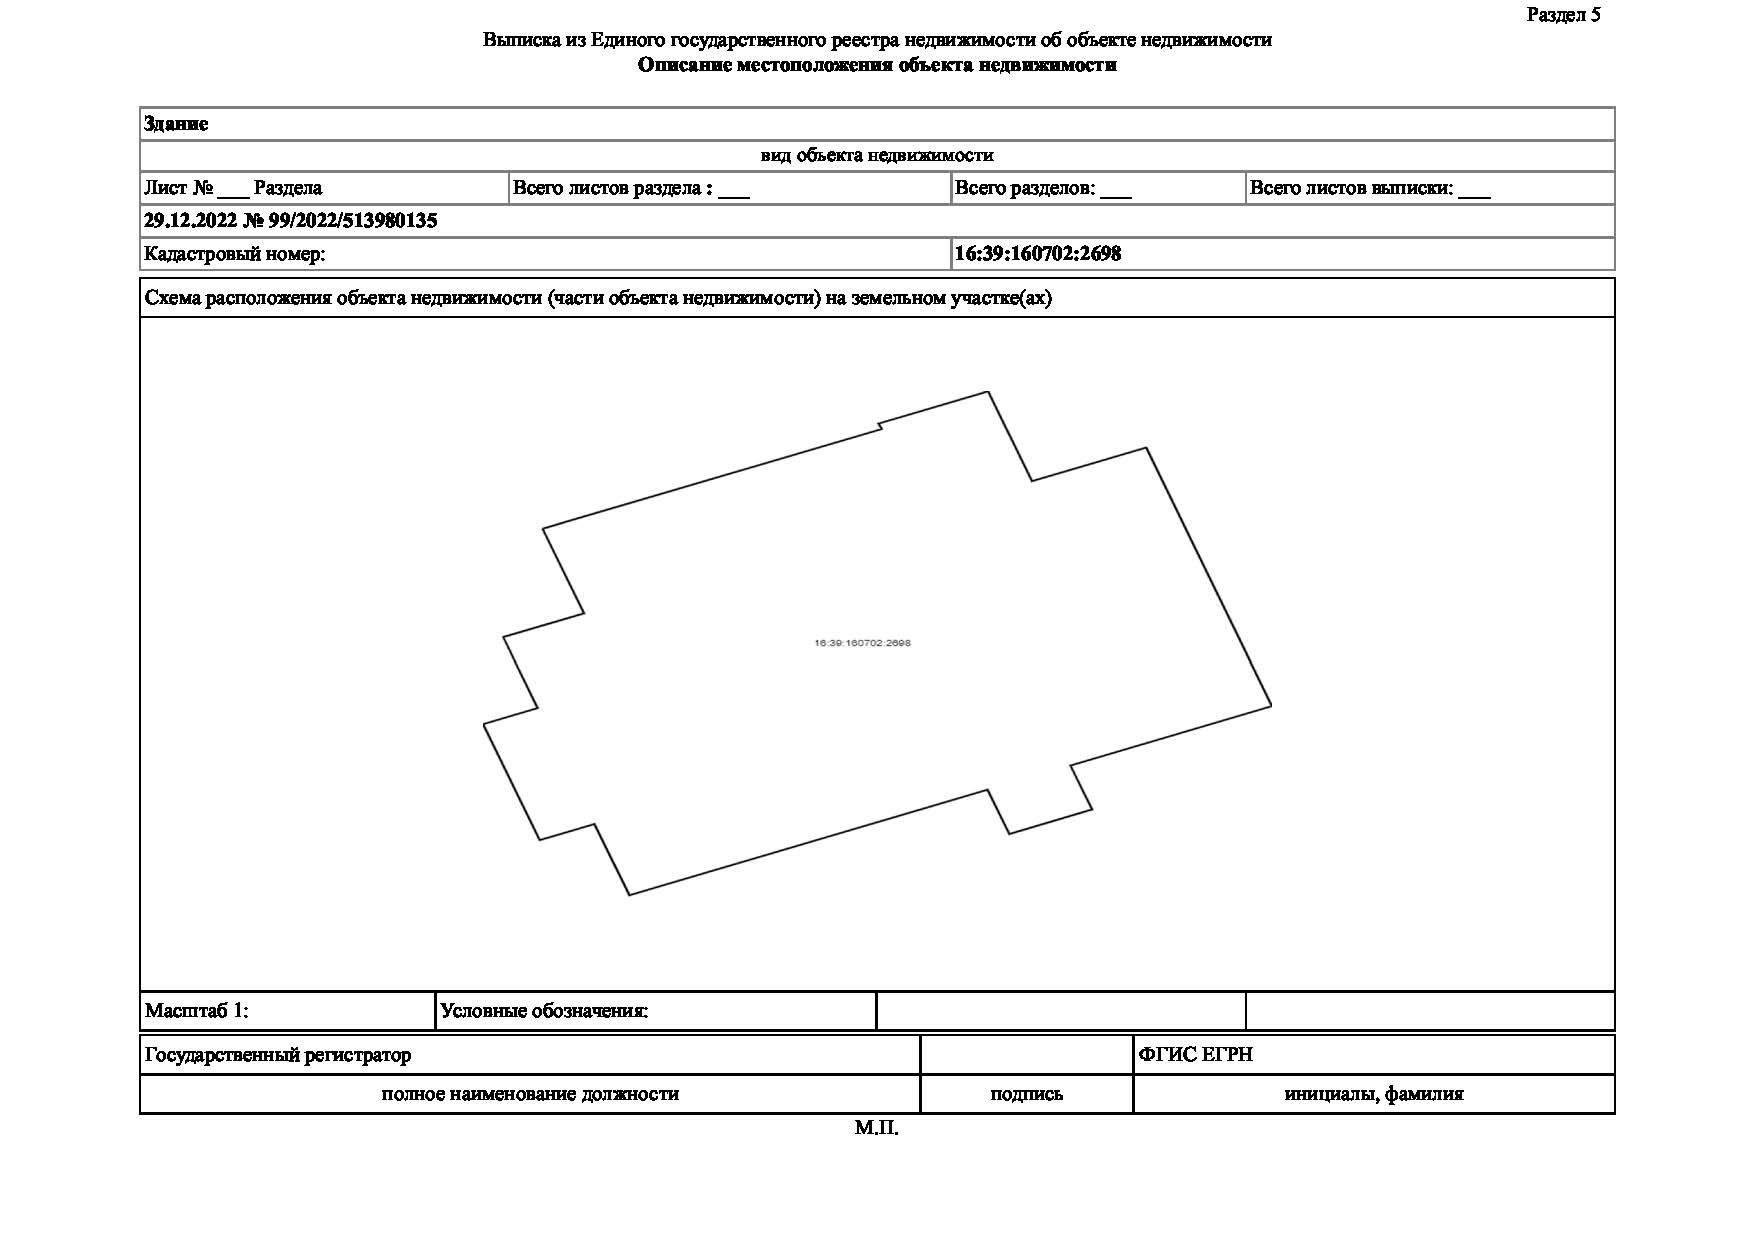 Раздел 5
Выписка из Единого государственного реестра недвижимости об объекте недвижимости
Описание местоположения объекта недвижимости
Здание
вид объекта недвижимости
Лист № ___ Раздела Всего листов раздела : ___ Всего разделов: ___ Всего листов выписки: ___
29.12.2022 № 99/2022/513980135
Кадастровый номер: 16:39:160702:2698
Схема расположения объекта недвижимости (части объекта недвижимости) на земельном участке(ах)
16:39:160702:2698
Масштаб 1: Условные обозначения:
Государственный регистратор ФГИС ЕГРН
полное наименование должности подпись инициалы, фамилия
М.П.